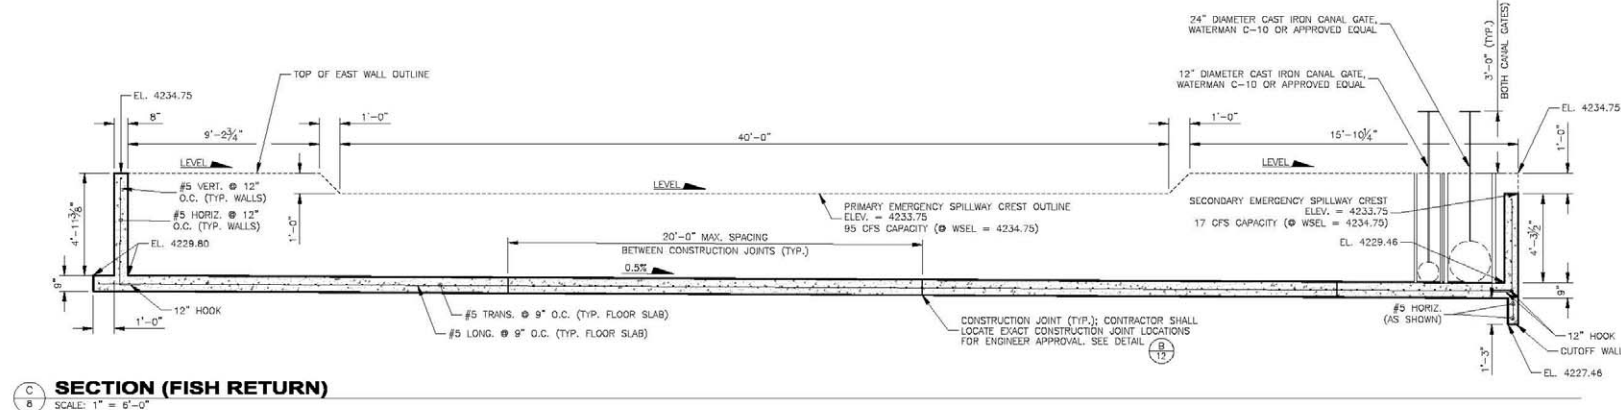 24" DIAMETER CAST IRON CANAL GATE,
WATERMAN C-10 OR APPROVED EQUAL
3'-0" (TYP.)
BOTH CANAL GATES)
TOP OF EAST WALL OUTLINE
12" DIAMETER CAST IRON CANAL GATE,
WATERMAN C-10 OR APPROVED EQUAL
EL. 4234.75
EL. 4234.75
8"
9'-2¾"
1'-0"
40'-0"
1'-0"
15'-10¼"
1'-0"
LEVEL
LEVEL
LEVEL
#5 VERT. @ 12"
O.C. (TYP. WALLS)
#5 HORIZ. @ 12"
O.C. (TYP. WALLS)
4'-11⅜"
1'-0"
PRIMARY EMERGENCY SPILLWAY CREST OUTLINE
ELEV. = 4233.75
95 CFS CAPACITY (@ WSEL = 4234.75)
SECONDARY EMERGENCY SPILLWAY CREST
ELEV. = 4233.75
17 CFS CAPACITY (@ WSEL = 4234.75)
EL. 4229.80
20'-0" MAX. SPACING
BETWEEN CONSTRUCTION JOINTS (TYP.)
EL. 4229.46
4'-3½"
0.5%
9"
9"
12" HOOK
1'-0"
#5 TRANS. @ 9" O.C. (TYP. FLOOR SLAB)
#5 LONG. @ 9" O.C. (TYP. FLOOR SLAB)
CONSTRUCTION JOINT (TYP.); CONTRACTOR SHALL
LOCATE EXACT CONSTRUCTION JOINT LOCATIONS
FOR ENGINEER APPROVAL. SEE DETAIL
B
12
#5 HORIZ.
(AS SHOWN)
1'-3"
12" HOOK
CUTOFF WALL
EL. 4227.46
C
8
SECTION (FISH RETURN)
SCALE: 1" = 6'-0"